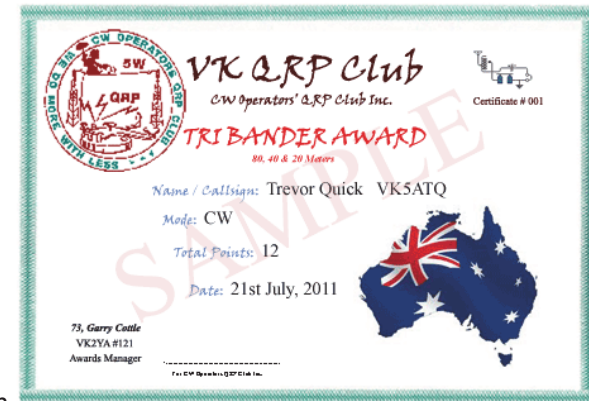 VK QRP Club
CW Operators' QRP Club Inc.
CW OPERATORS QRP CLUB
5W
QRP
WE DO MORE WITH LESS
Certificate # 001
TRI BANDER AWARD
80, 40 & 20 Meters
SAMPLE
Name / Callsign: Trevor Quick VK5ATQ
Mode: CW
Total Points: 12
Date: 21st July, 2011
73, Garry Cottle
VK2YA #121
Awards Manager
For CW Operators QRP Club Inc.